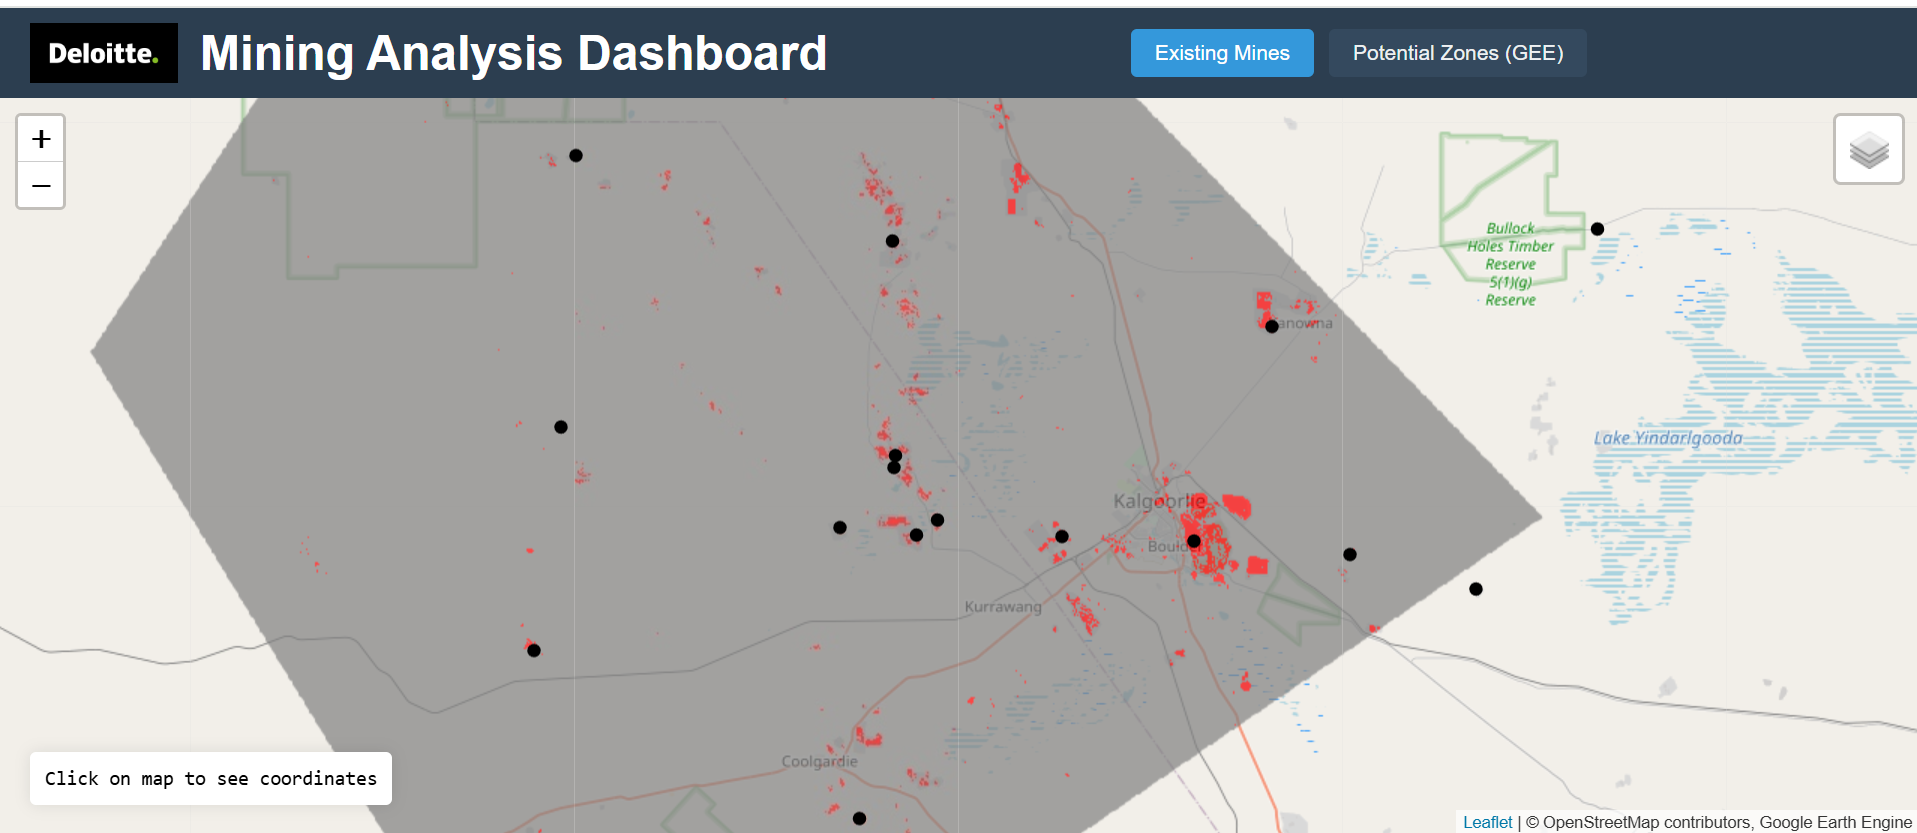 Deloitte.
Mining Analysis Dashboard
Existing Mines
Potential Zones (GEE)
+
−
Bullock
Holes Timber
Reserve
5(1)(g)
Reserve
anowna
Lake Yindarlgooda
Kalgoorlie
Boulder
Kurrawang
Coolgardie
Click on map to see coordinates
Leaflet | © OpenStreetMap contributors, Google Earth Engine